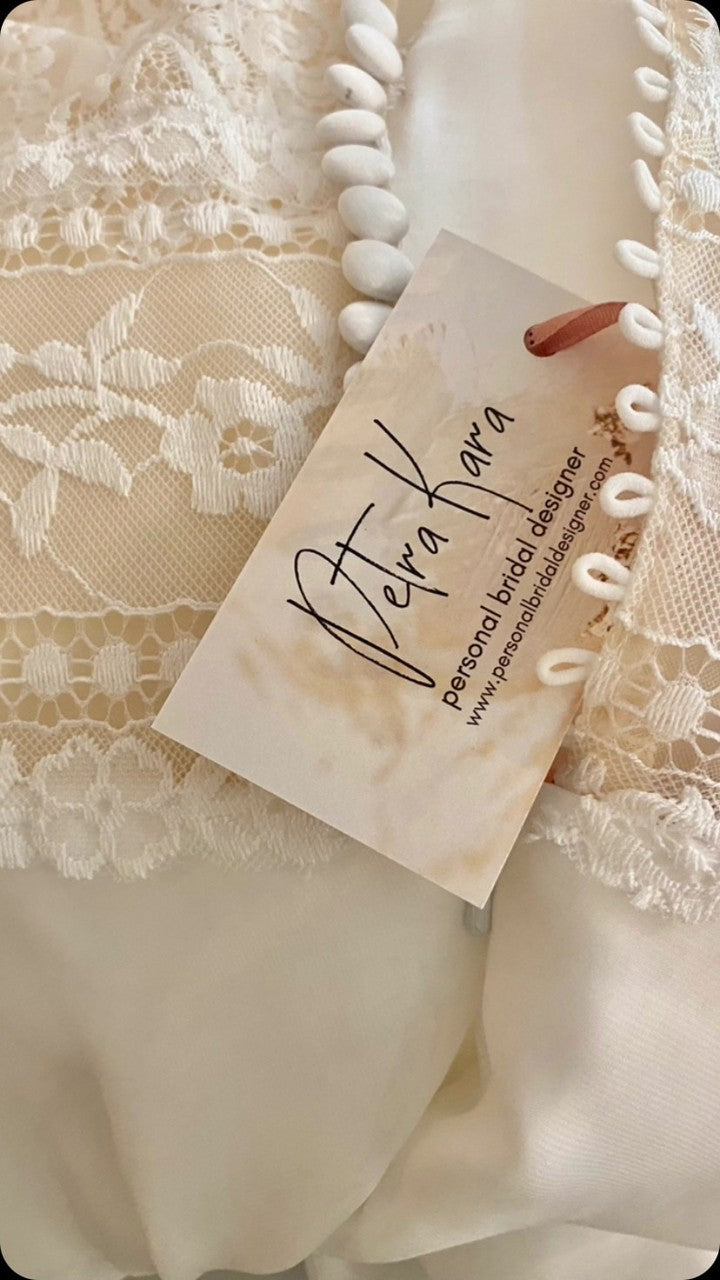 Petra Kara
personal bridal designer
www.personalbridaldesigner.com